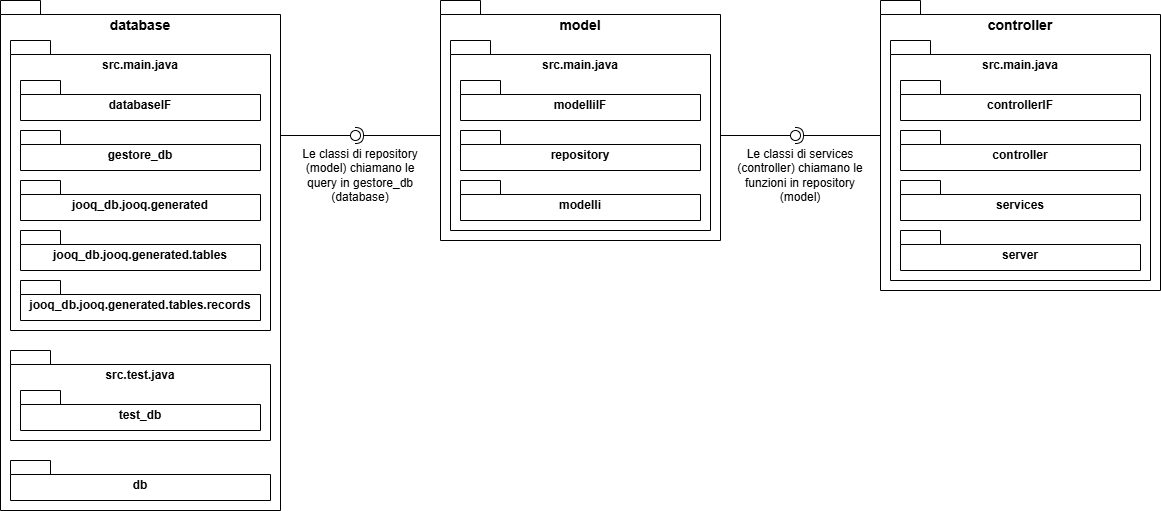 database
src.main.java
databaseIF
gestore_db
jooq_db.jooq.generated
jooq_db.jooq.generated.tables
jooq_db.jooq.generated.tables.records
src.test.java
test_db
db
Le classi di repository
(model) chiamano le
query in gestore_db
(database)
model
src.main.java
modelliIF
repository
modelli
Le classi di services
(controller) chiamano le
funzioni in repository
(model)
controller
src.main.java
controllerIF
controller
services
server